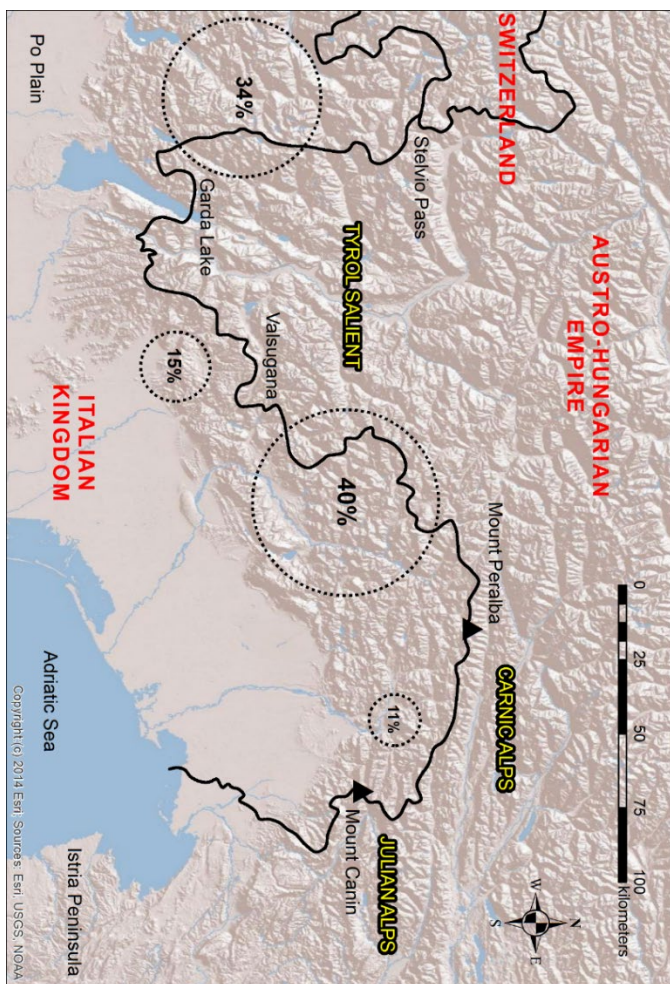 SWITZERLAND
AUSTRO-HUNGARIAN
EMPIRE
0
25
50
75
100
kilometers
N
W
E
S
Stelvio Pass
TYROL SALIENT
Mount Peralba
CARNIC ALPS
34%
Garda Lake
Valsugana
40%
11%
Mount Canin
JULIAN ALPS
15%
Po Plain
ITALIAN
KINGDOM
Adriatic Sea
Istria Peninsula
Copyright (c) 2014 Esri, Sources: Esri, USGS, NOAA